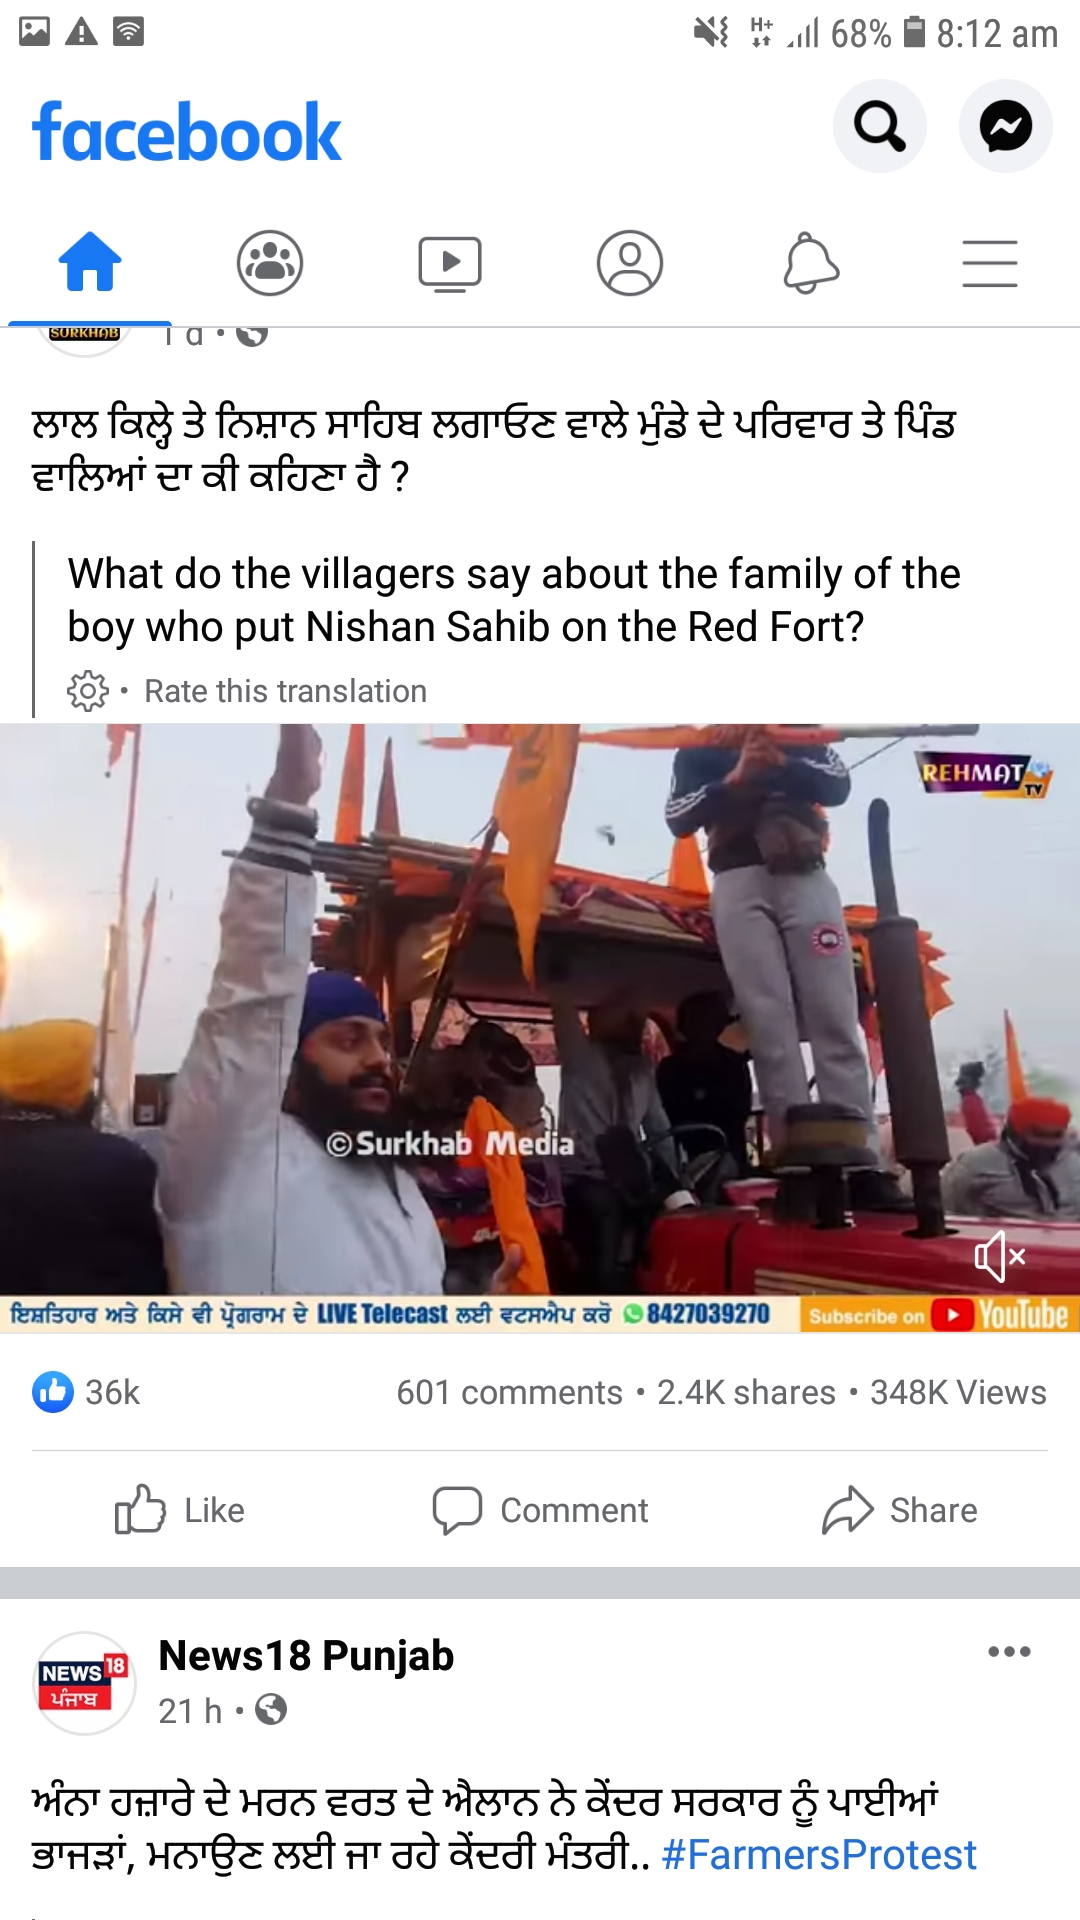 H+
68%
8:12 am
facebook
SURKHAB
1 d •
ਲਾਲ ਕਿਲ੍ਹੇ ਤੇ ਨਿਸ਼ਾਨ ਸਾਹਿਬ ਲਗਾਓਣ ਵਾਲੇ ਮੁੰਡੇ ਦੇ ਪਰਿਵਾਰ ਤੇ ਪਿੰਡ
ਵਾਲਿਆਂ ਦਾ ਕੀ ਕਹਿਣਾ ਹੈ ?
What do the villagers say about the family of the
boy who put Nishan Sahib on the Red Fort?
• Rate this translation
REHMAT
TV
©Surkhab Media
ਇਸ਼ਤਿਹਾਰ ਅਤੇ ਕਿਸੇ ਵੀ ਪ੍ਰੋਗਰਾਮ ਦੇ LIVE Telecast ਲਈ ਵਟਸਐਪ ਕਰੋ 8427039270
Subscribe on YouTube
36k
601 comments • 2.4K shares • 348K Views
Like
Comment
Share
NEWS 18
ਪੰਜਾਬ
News18 Punjab
21 h •
ਅੰਨਾ ਹਜ਼ਾਰੇ ਦੇ ਮਰਨ ਵਰਤ ਦੇ ਐਲਾਨ ਨੇ ਕੇਂਦਰ ਸਰਕਾਰ ਨੂੰ ਪਾਈਆਂ
ਭਾਜੜਾਂ, ਮਨਾਉਣ ਲਈ ਜਾ ਰਹੇ ਕੇਂਦਰੀ ਮੰਤਰੀ.. #FarmersProtest